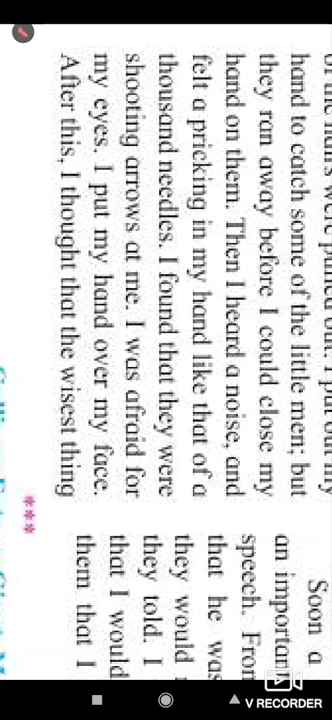 hand to catch some of the little men; but
they ran away before I could close my
hand on them. Then I heard a noise, and
felt a pricking in my hand like that of a
thousand needles. I found that they were
shooting arrows at me. I was afraid for
my eyes. I put my hand over my face.
After this, I thought that the wisest thing
Soon a
an important
speech. From
that he was
they would
they told. I
that I would
them that I
***
V RECORDER